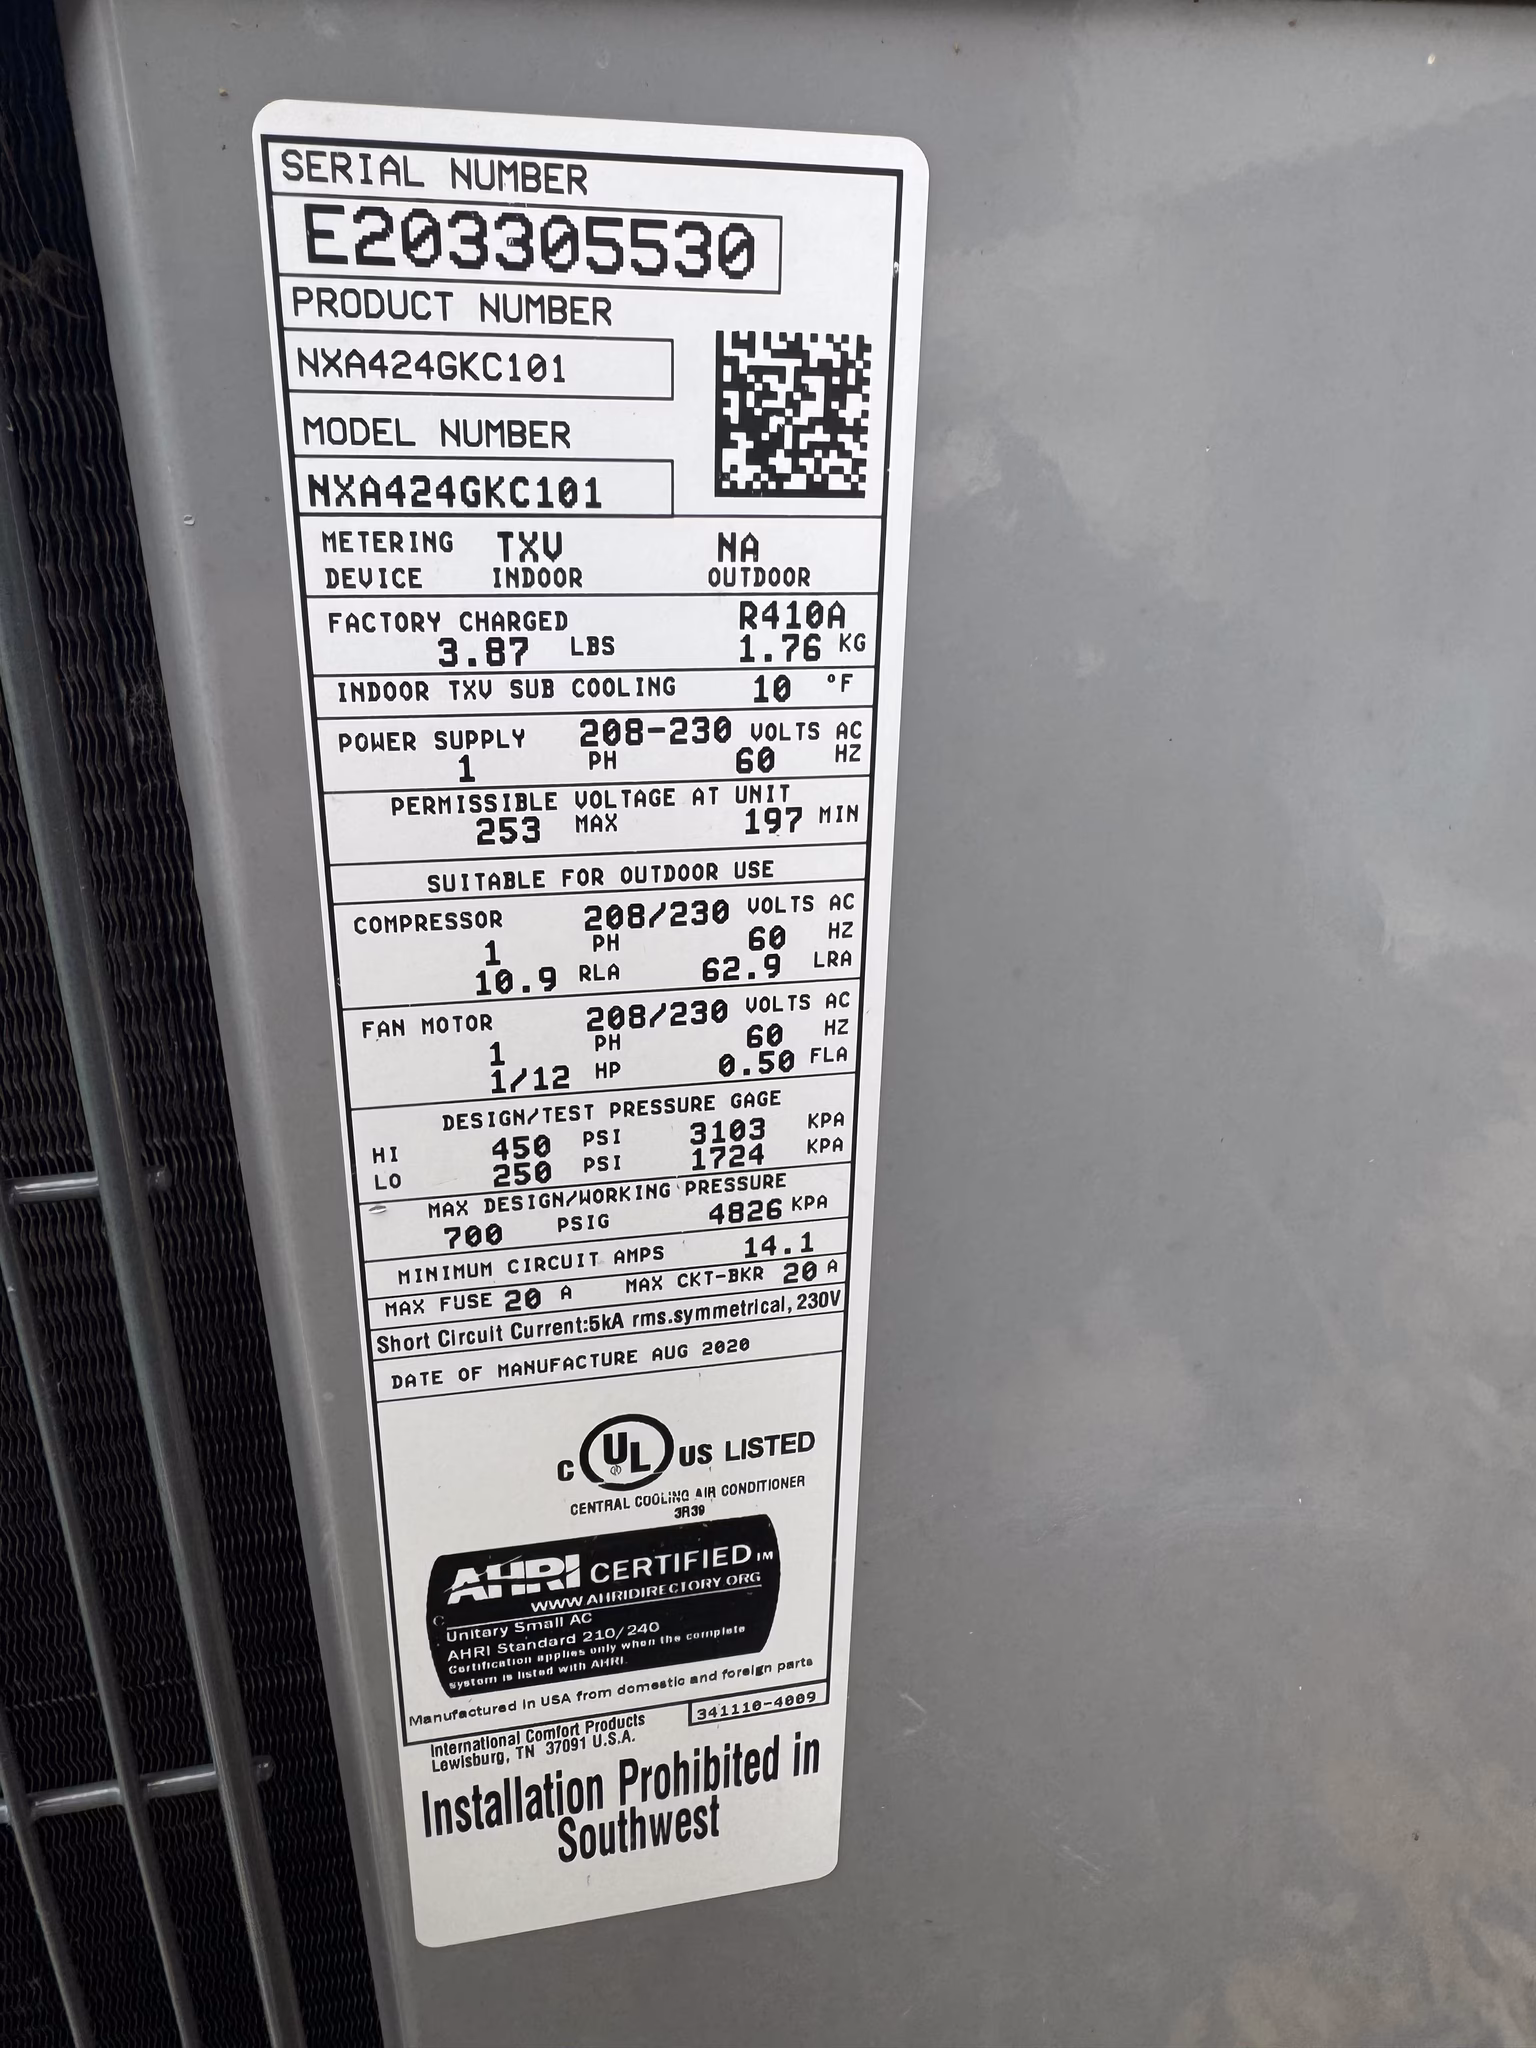 SERIAL NUMBER
E203305530
PRODUCT NUMBER
NXA424GKC101
MODEL NUMBER
NXA424GKC101
METERING TXV NA
DEVICE INDOOR OUTDOOR
FACTORY CHARGED R410A
3.87 LBS 1.76 KG
INDOOR TXV SUB COOLING 10 °F
POWER SUPPLY 208-230 VOLTS AC
1 PH 60 HZ
PERMISSIBLE VOLTAGE AT UNIT
253 MAX 197 MIN
SUITABLE FOR OUTDOOR USE
COMPRESSOR 208/230 VOLTS AC
1 PH 60 HZ
10.9 RLA 62.9 LRA
FAN MOTOR 208/230 VOLTS AC
1 PH 60 HZ
1/12 HP 0.50 FLA
DESIGN/TEST PRESSURE GAGE
HI 450 PSI 3103 KPA
LO 250 PSI 1724 KPA
MAX DESIGN/WORKING PRESSURE
700 PSIG 4826 KPA
MINIMUM CIRCUIT AMPS 14.1
MAX FUSE 20 A MAX CKT-BKR 20 A
Short Circuit Current:5kA rms.symmetrical, 230V
DATE OF MANUFACTURE AUG 2020
C UL US LISTED
CENTRAL COOLING AIR CONDITIONER
3R39
AHRI CERTIFIED TM
WWW.AHRIDIRECTORY.ORG
C
Unitary Small AC
AHRI Standard 210/240
Certification applies only when the complete
system is listed with AHRI.
Manufactured in USA from domestic and foreign parts
341110-4009
International Comfort Products
Lewisburg, TN 37091 U.S.A.
Installation Prohibited in
Southwest